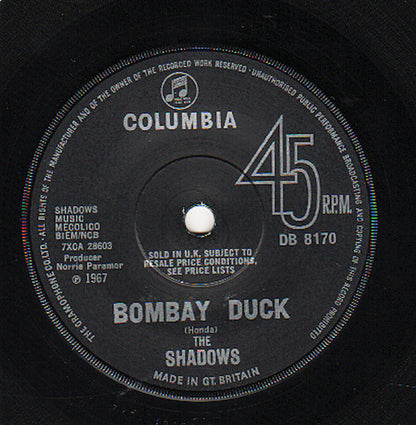 THE GRAMOPHONE CO. LTD. • ALL RIGHTS OF THE MANUFACTURER AND OF THE OWNER OF THE RECORDED WORK RESERVED • UNAUTHORISED PUBLIC PERFORMANCE BROADCASTING AND COPYING OF THIS RECORD PROHIBITED
COLUMBIA
45
R.P.M.
DB 8170
SHADOWS
MUSIC
MECOLICO
BIEM/NCB
7XCA 28603
Producer
Norrie Paramor
℗ 1967
SOLD IN U.K. SUBJECT TO
RESALE PRICE CONDITIONS,
SEE PRICE LISTS
BOMBAY DUCK
(Honda)
THE
SHADOWS
MADE IN GT. BRITAIN